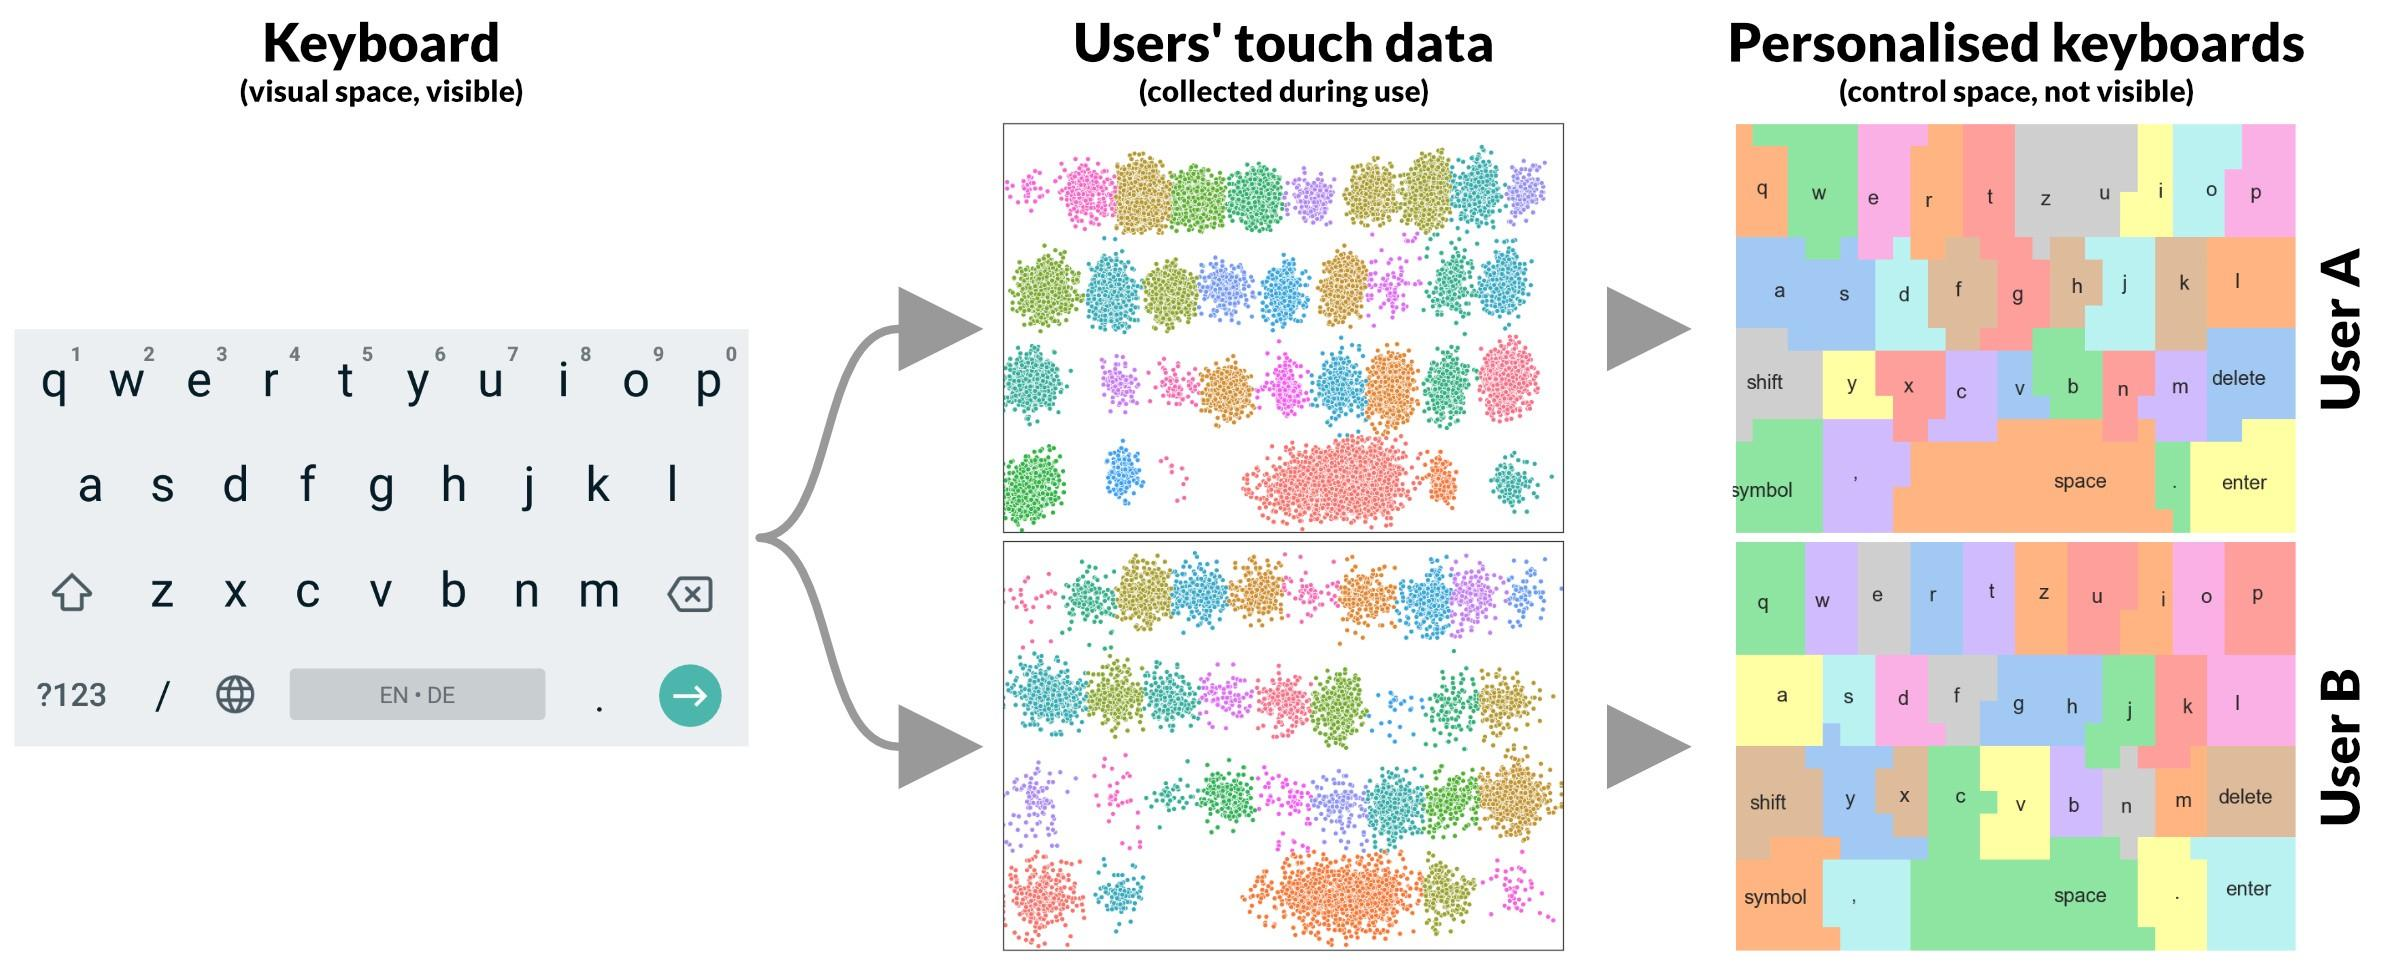 Keyboard
(visual space, visible)
Users' touch data
(collected during use)
Personalised keyboards
(control space, not visible)
1 2 3 4 5 6 7 8 9 0
q w e r t y u i o p
a s d f g h j k l
z x c v b n m
?123 / EN • DE .
q w e r t z u i o p
a s d f g h j k l
shift y x c v b n m delete
symbol , space . enter
User A
q w e r t z u i o p
a s d f g h j k l
shift y x c v b n m delete
symbol , space . enter
User B